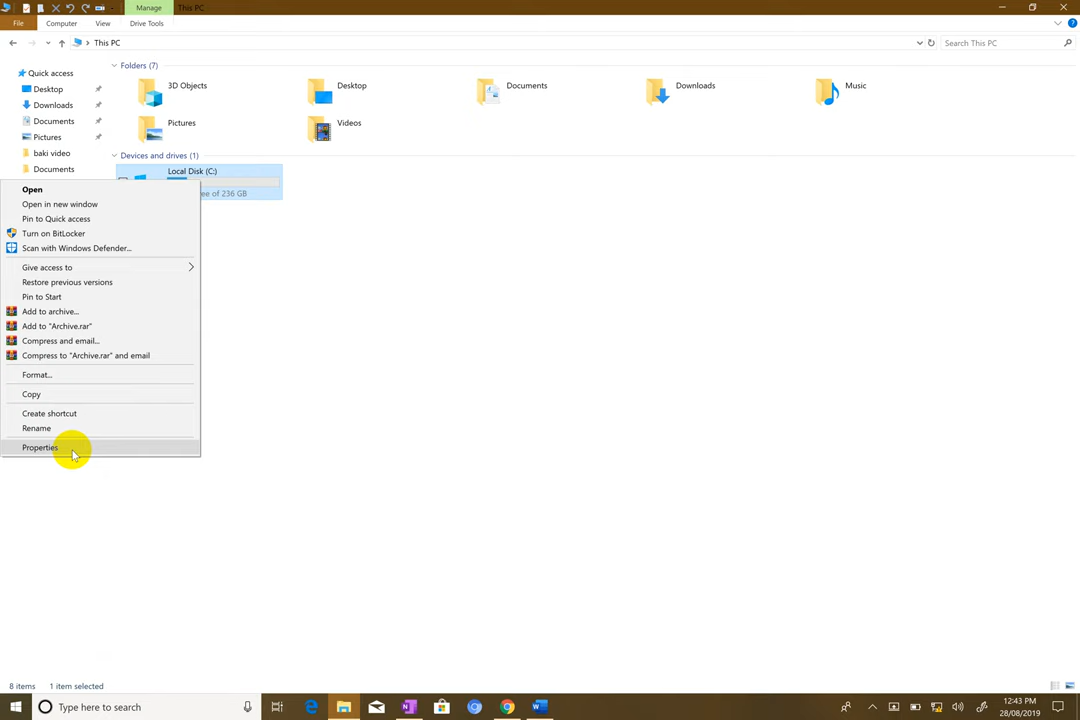 Manage
This PC
File
Computer
View
Drive Tools
This PC
Search This PC
Quick access
Desktop
Downloads
Documents
Pictures
baki video
Documents
Folders (7)
3D Objects
Desktop
Documents
Downloads
Music
Pictures
Videos
Devices and drives (1)
Local Disk (C:)
of 236 GB
Open
Open in new window
Pin to Quick access
Turn on BitLocker
Scan with Windows Defender...
Give access to
Restore previous versions
Pin to Start
Add to archive...
Add to "Archive.rar"
Compress and email...
Compress to "Archive.rar" and email
Format...
Copy
Create shortcut
Rename
Properties
8 items
1 item selected
Type here to search
12:43 PM
28/08/2019